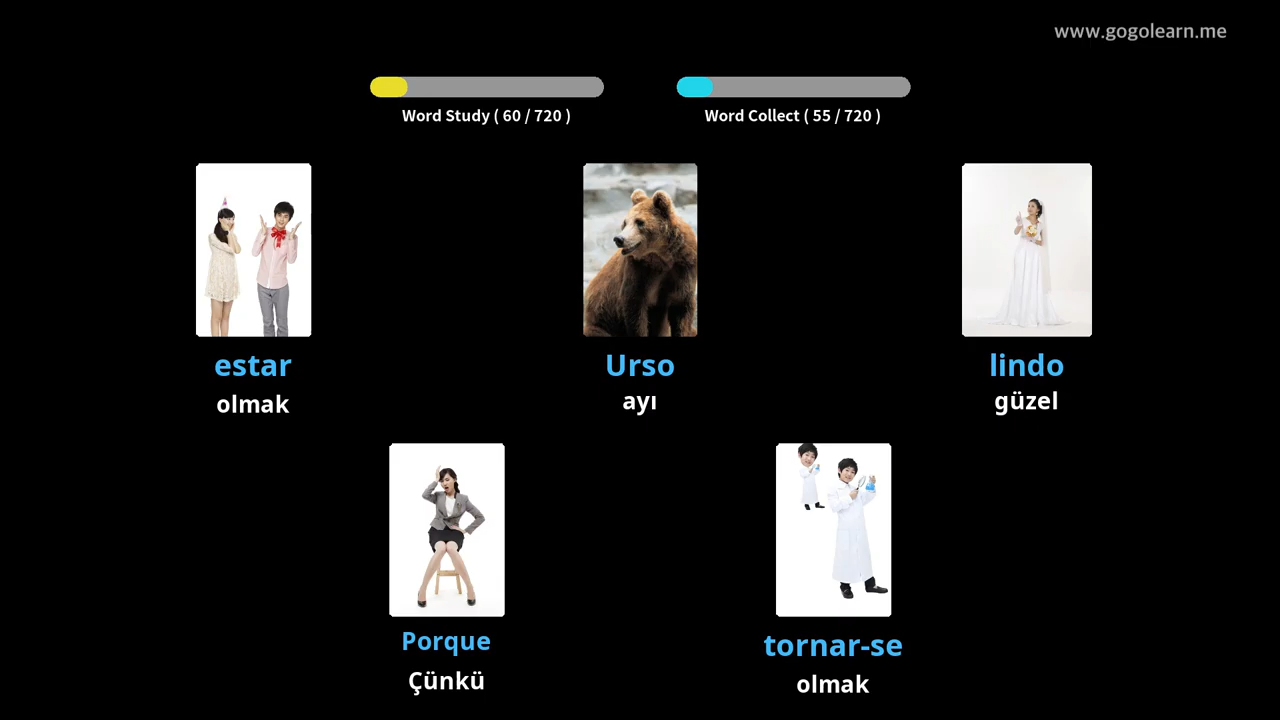 www.gogolearn.me
Word Study ( 60 / 720 )
Word Collect ( 55 / 720 )
estar
olmak
Urso
ayı
lindo
güzel
Porque
Çünkü
tornar-se
olmak